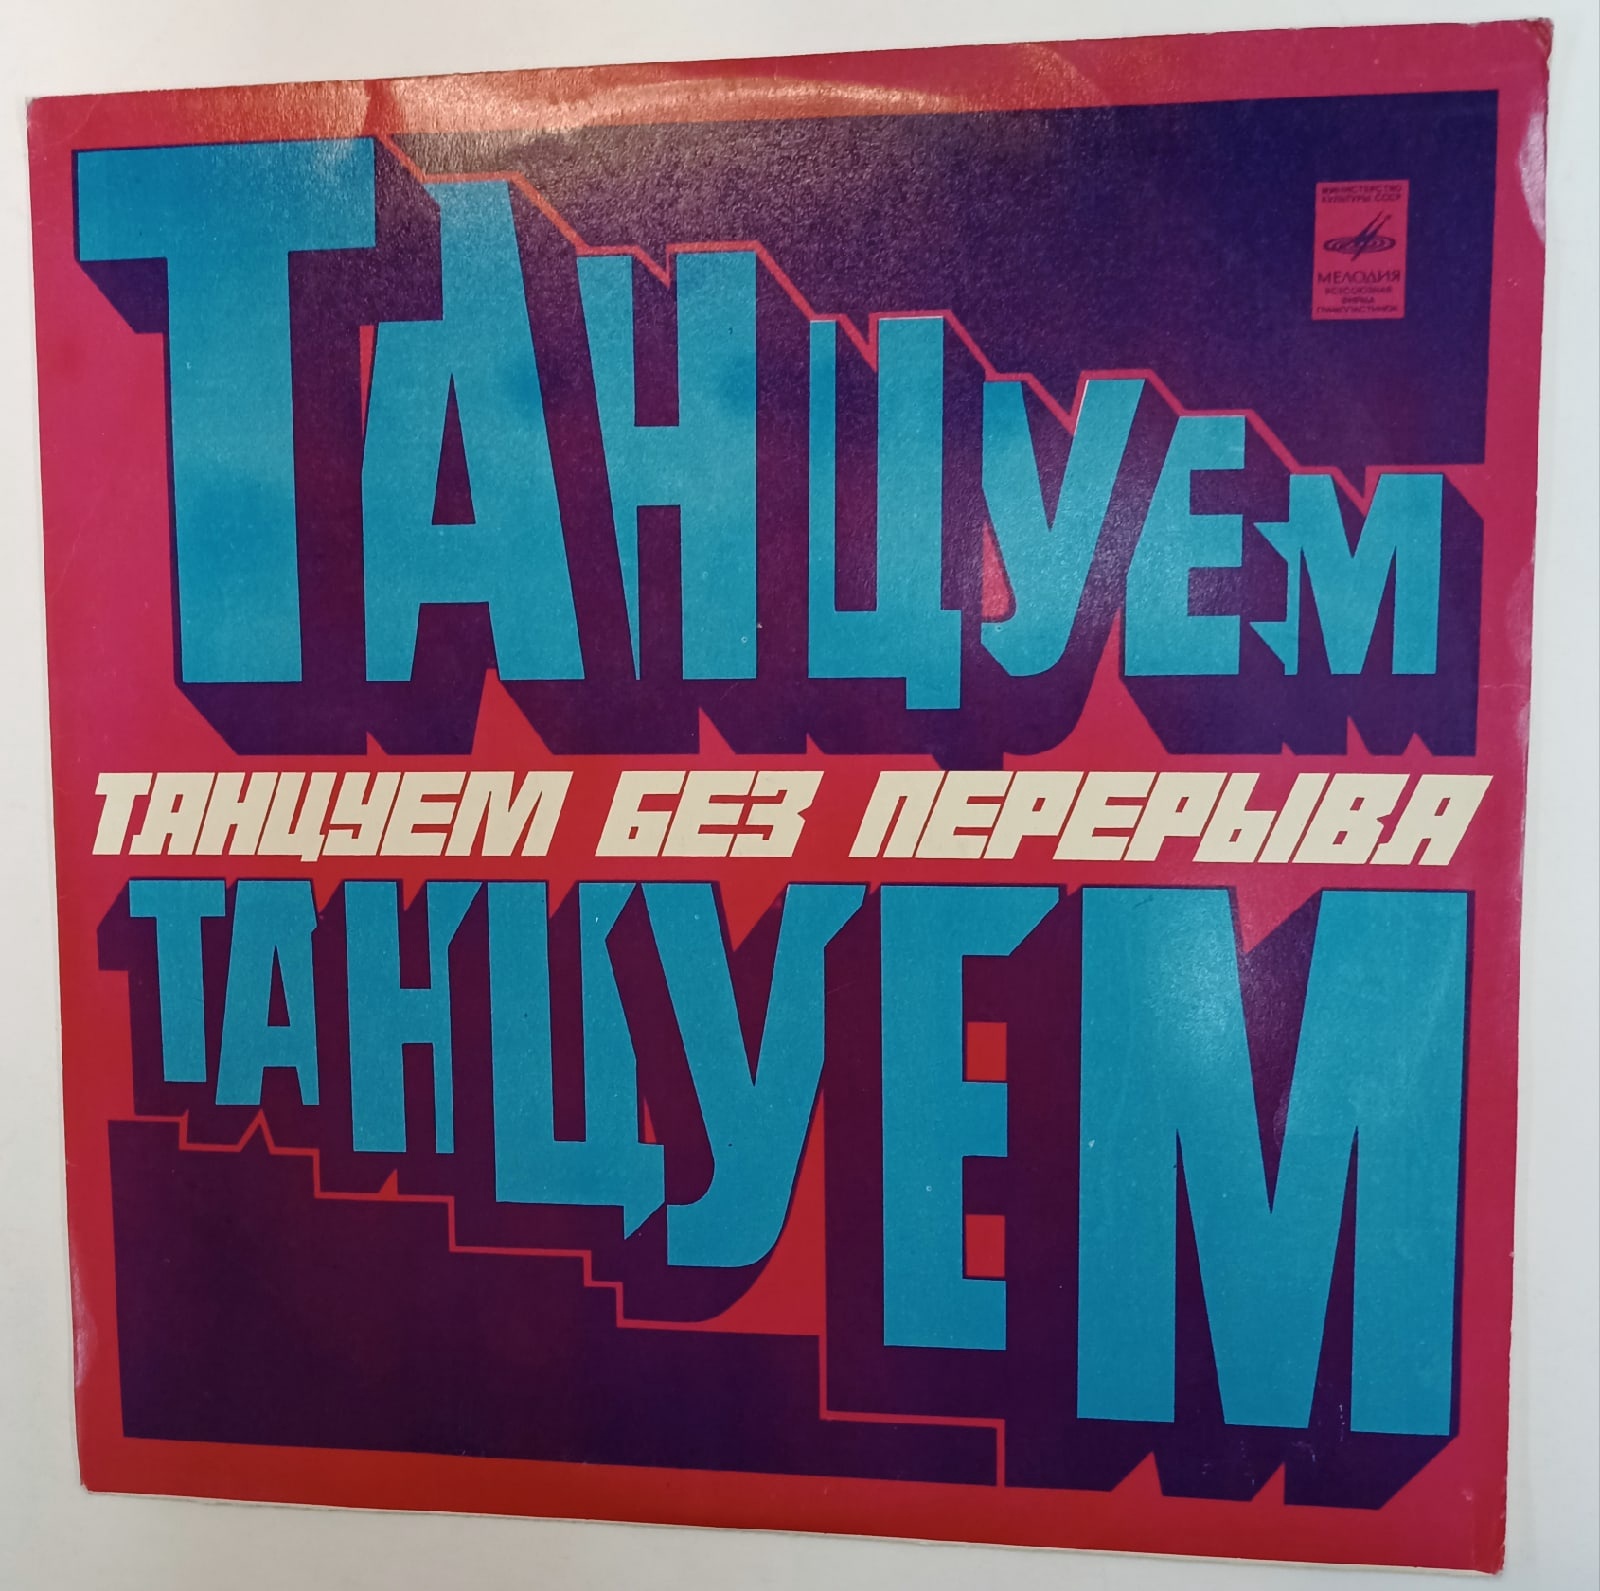 ТАНЦУЕМ
МИНИСТЕРСТВО
КУЛЬТУРЫ СССР
МЕЛОДИЯ
ВСЕСОЮЗНАЯ
ФИРМА
ГРАМПЛАСТИНОК
ТАНЦУЕМ БЕЗ ПЕРЕРЫВА
ТАНЦУЕМ